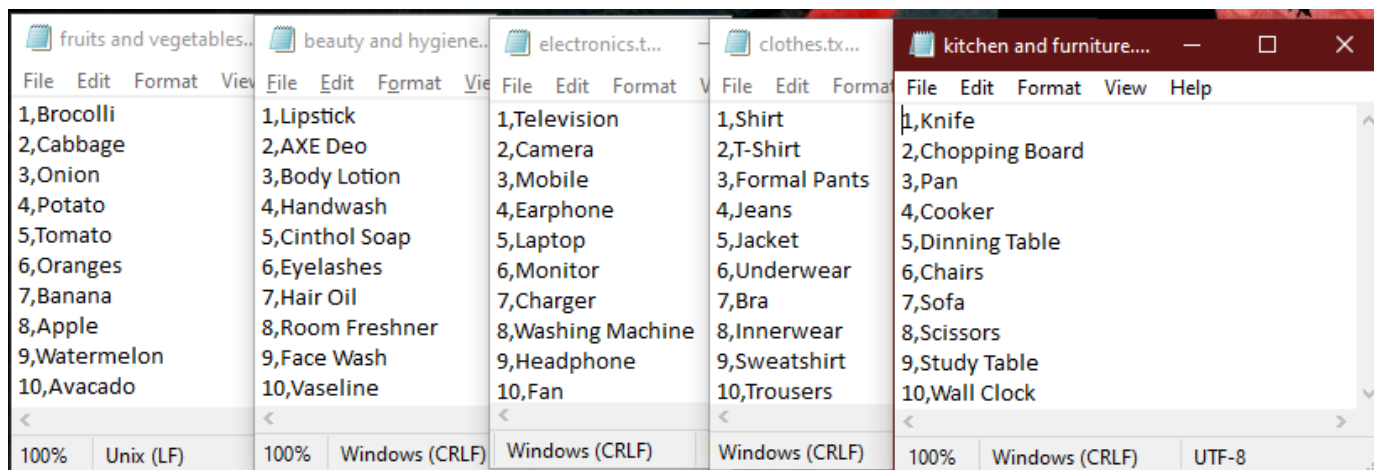 fruits and vegetables...
File Edit Format View
1,Brocolli
2,Cabbage
3,Onion
4,Potato
5,Tomato
6,Oranges
7,Banana
8,Apple
9,Watermelon
10,Avacado
100% Unix (LF)
beauty and hygiene...
File Edit Format Vie
1,Lipstick
2,AXE Deo
3,Body Lotion
4,Handwash
5,Cinthol Soap
6,Eyelashes
7,Hair Oil
8,Room Freshner
9,Face Wash
10,Vaseline
100% Windows (CRLF)
electronics.t...
File Edit Format V
1,Television
2,Camera
3,Mobile
4,Earphone
5,Laptop
6,Monitor
7,Charger
8,Washing Machine
9,Headphone
10,Fan
Windows (CRLF)
clothes.tx...
File Edit Format
1,Shirt
2,T-Shirt
3,Formal Pants
4,Jeans
5,Jacket
6,Underwear
7,Bra
8,Innerwear
9,Sweatshirt
10,Trousers
Windows (CRLF)
kitchen and furniture....
File Edit Format View Help
1,Knife
2,Chopping Board
3,Pan
4,Cooker
5,Dinning Table
6,Chairs
7,Sofa
8,Scissors
9,Study Table
10,Wall Clock
100% Windows (CRLF) UTF-8